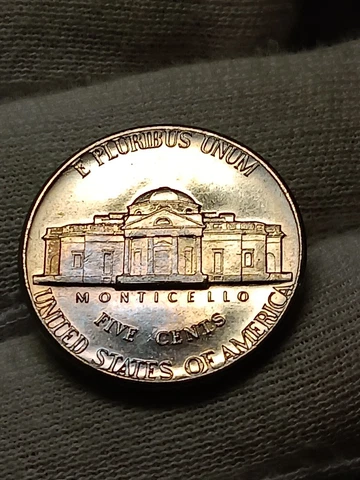 E PLURIBUS UNUM
MONTICELLO
FIVE CENTS
UNITED STATES OF AMERICA